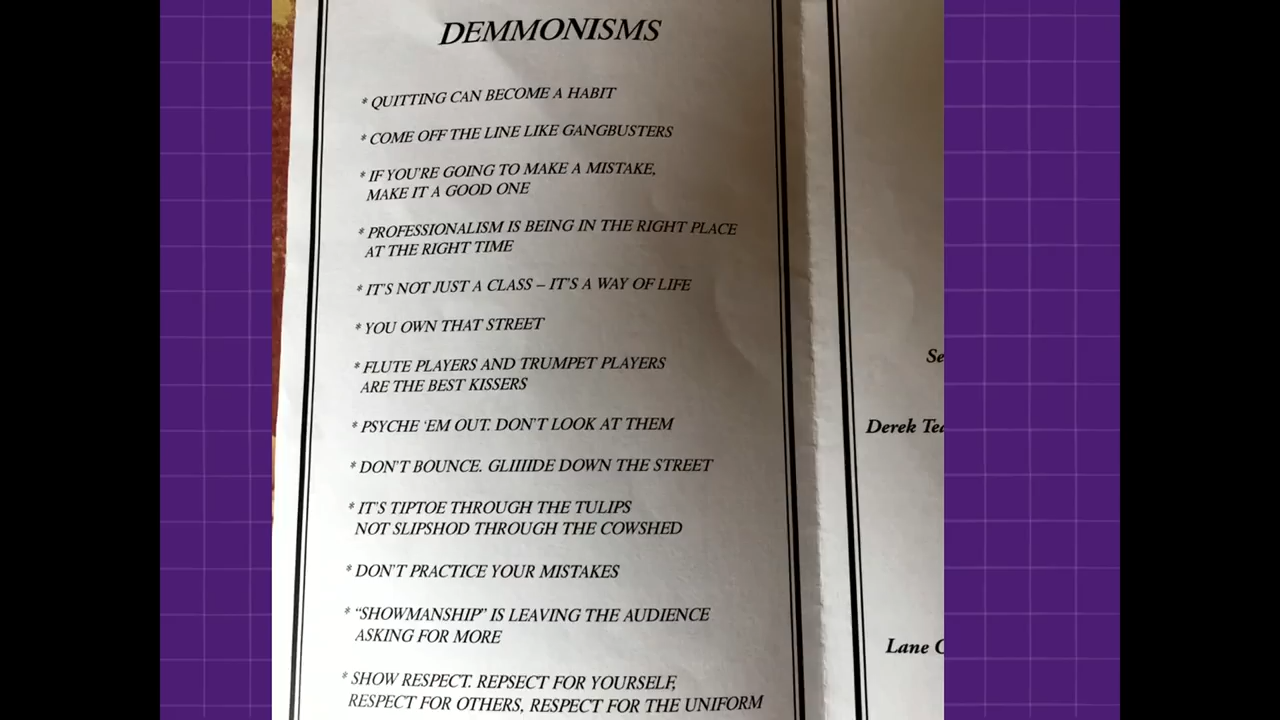 DEMMONISMS
* QUITTING CAN BECOME A HABIT
* COME OFF THE LINE LIKE GANGBUSTERS
* IF YOU'RE GOING TO MAKE A MISTAKE,
MAKE IT A GOOD ONE
* PROFESSIONALISM IS BEING IN THE RIGHT PLACE
AT THE RIGHT TIME
* IT'S NOT JUST A CLASS – IT'S A WAY OF LIFE
* YOU OWN THAT STREET
* FLUTE PLAYERS AND TRUMPET PLAYERS
ARE THE BEST KISSERS
* PSYCHE 'EM OUT. DON'T LOOK AT THEM
* DON'T BOUNCE. GLIIIIDE DOWN THE STREET
* IT'S TIPTOE THROUGH THE TULIPS
NOT SLIPSHOD THROUGH THE COWSHED
* DON'T PRACTICE YOUR MISTAKES
* “SHOWMANSHIP” IS LEAVING THE AUDIENCE
ASKING FOR MORE
* SHOW RESPECT. REPSECT FOR YOURSELF,
RESPECT FOR OTHERS, RESPECT FOR THE UNIFORM
Derek
Lane